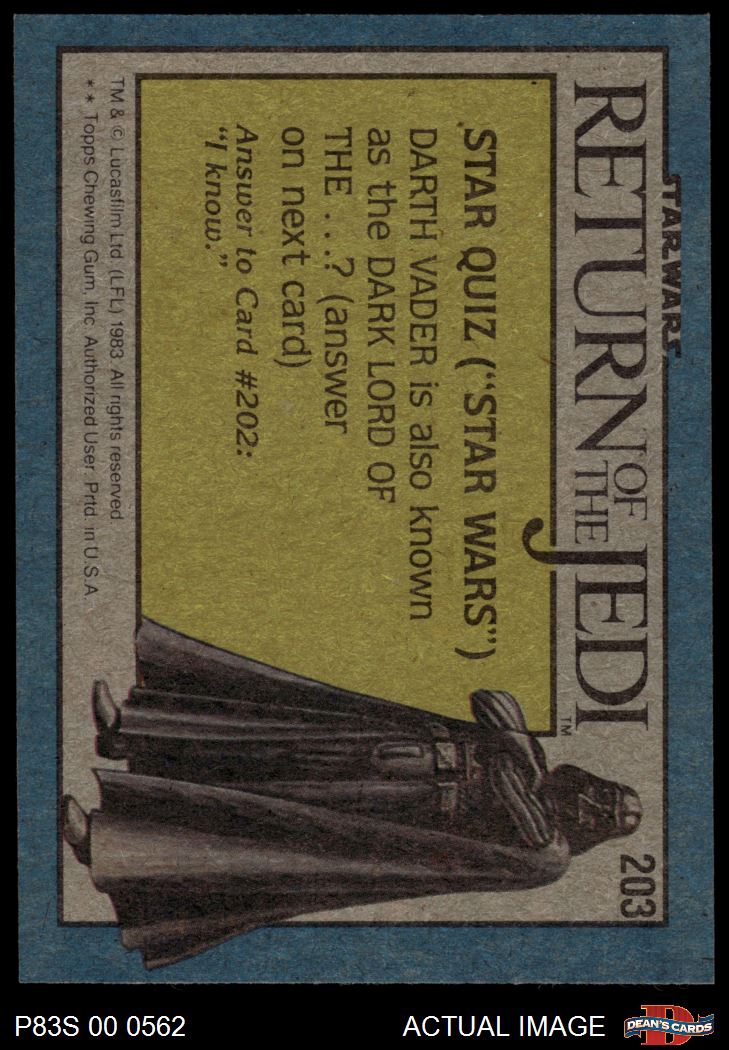 STAR WARS
RETURN OF THE JEDI TM
203
STAR QUIZ (“STAR WARS”)
DARTH VADER is also known
as the DARK LORD OF
THE . . .? (answer
on next card)
Answer to Card #202:
“I know.”
TM & © Lucasfilm Ltd. (LFL) 1983. All rights reserved
** Topps Chewing Gum, Inc. Authorized User. Prtd. in U.S.A.
P83S 00 0562
ACTUAL IMAGE
D
DEAN'S CARDS